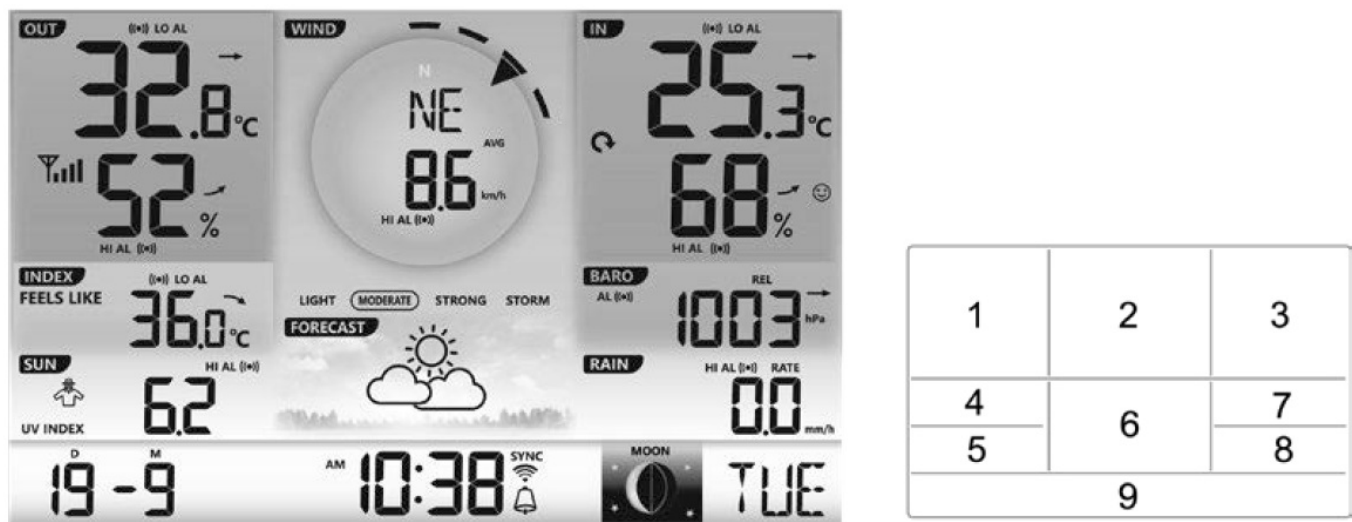 OUT
((•)) LO AL
32.8°C
52%
HI AL ((•))
WIND
N
NE
AVG
8.6 km/h
HI AL ((•))
LIGHT MODERATE STRONG STORM
IN
((•)) LO AL
25.3°C
68%
HI AL ((•))
INDEX
((•)) LO AL
FEELS LIKE
36.0°C
SUN
HI AL ((•))
6.2
UV INDEX
FORECAST
BARO
REL
AL ((•))
1003 hPa
RAIN
HI AL ((•)) RATE
0.0 mm/h
D M
19-9
AM 10:38 SYNC
MOON
TUE
1 2 3
4 6 7
5 8
9